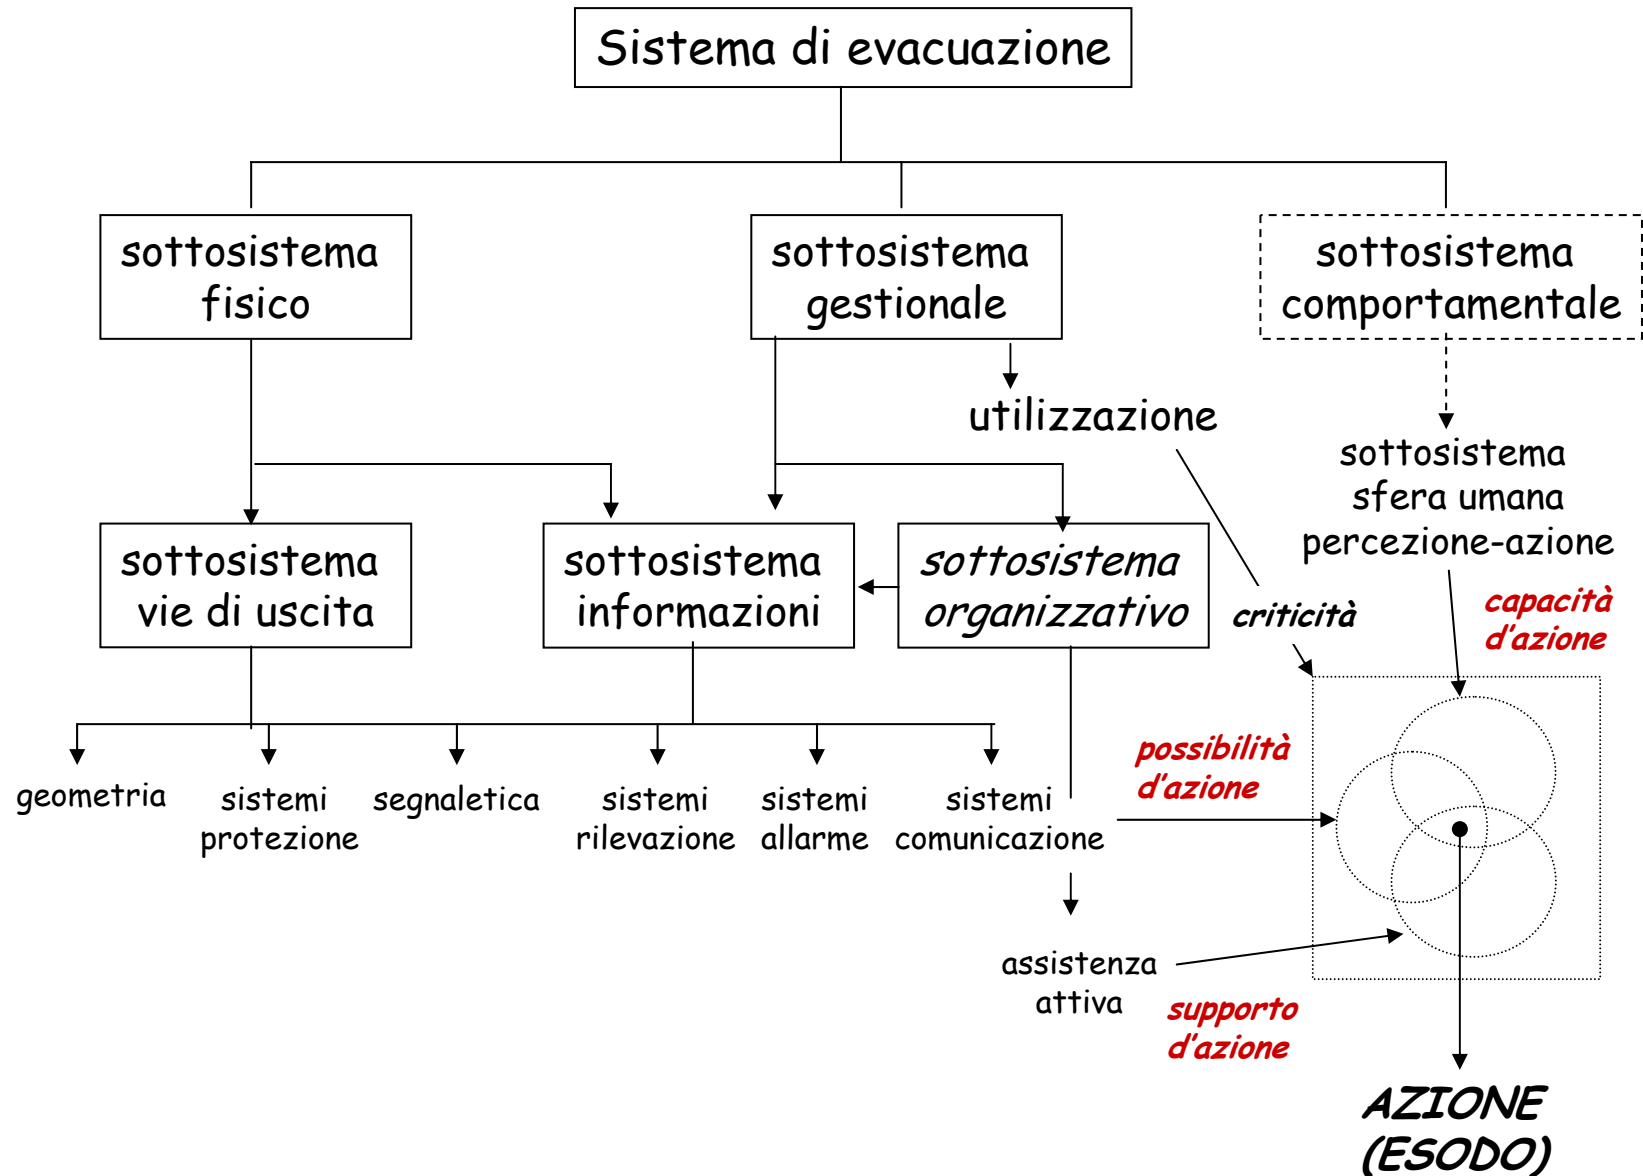 Sistema di evacuazione
sottosistema
fisico
sottosistema
gestionale
sottosistema
comportamentale
utilizzazione
sottosistema
sfera umana
percezione-azione
sottosistema
vie di uscita
sottosistema
informazioni
sottosistema
organizzativo
criticità
capacità
d'azione
possibilità
d'azione
geometria
sistemi
protezione
segnaletica
sistemi
rilevazione
sistemi
allarme
sistemi
comunicazione
assistenza
attiva
supporto
d'azione
AZIONE
(ESODO)